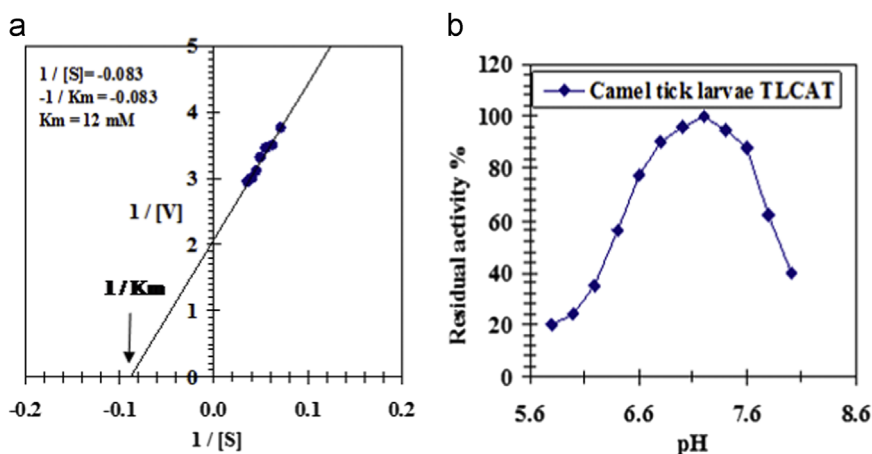 a
1 / [S]= -0.083
-1 / Km = -0.083
Km = 12 mM
5
4
3
2
1
0
1 / [V]
1 / Km
-0.2
-0.1
0.0
0.1
0.2
1 / [S]
b
Camel tick larvae TLCAT
120
100
80
60
40
20
0
Residual activity %
5.6
6.6
7.6
8.6
pH